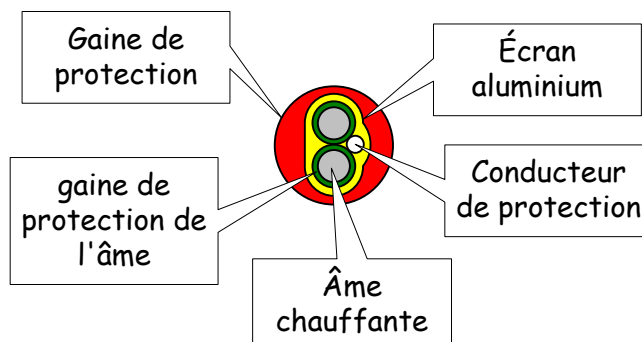 Gaine de
protection
Écran
aluminium
gaine de
protection de
l'âme
Conducteur
de protection
Âme
chauffante